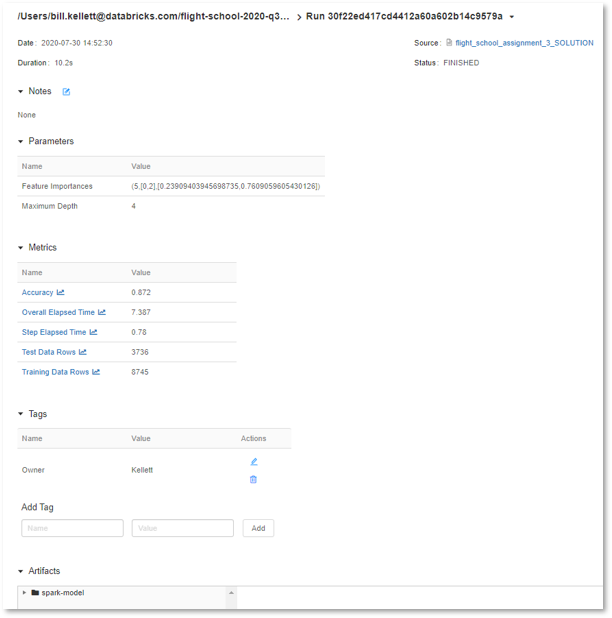 /Users/bill.kellett@databricks.com/flight-school-2020-q3... > Run 30f22ed417cd4412a60a602b14c9579a
Date: 2020-07-30 14:52:30 Source: flight_school_assignment_3_SOLUTION
Duration: 10.2s Status: FINISHED
Notes
None
Parameters
Name Value
Feature Importances (5,[0,2],[0.23909403945698735,0.7609059605430126])
Maximum Depth 4
Metrics
Name Value
Accuracy 0.872
Overall Elapsed Time 7.387
Step Elapsed Time 0.78
Test Data Rows 3736
Training Data Rows 8745
Tags
Name Value Actions
Owner Kellett
Add Tag
Name Value Add
Artifacts
spark-model